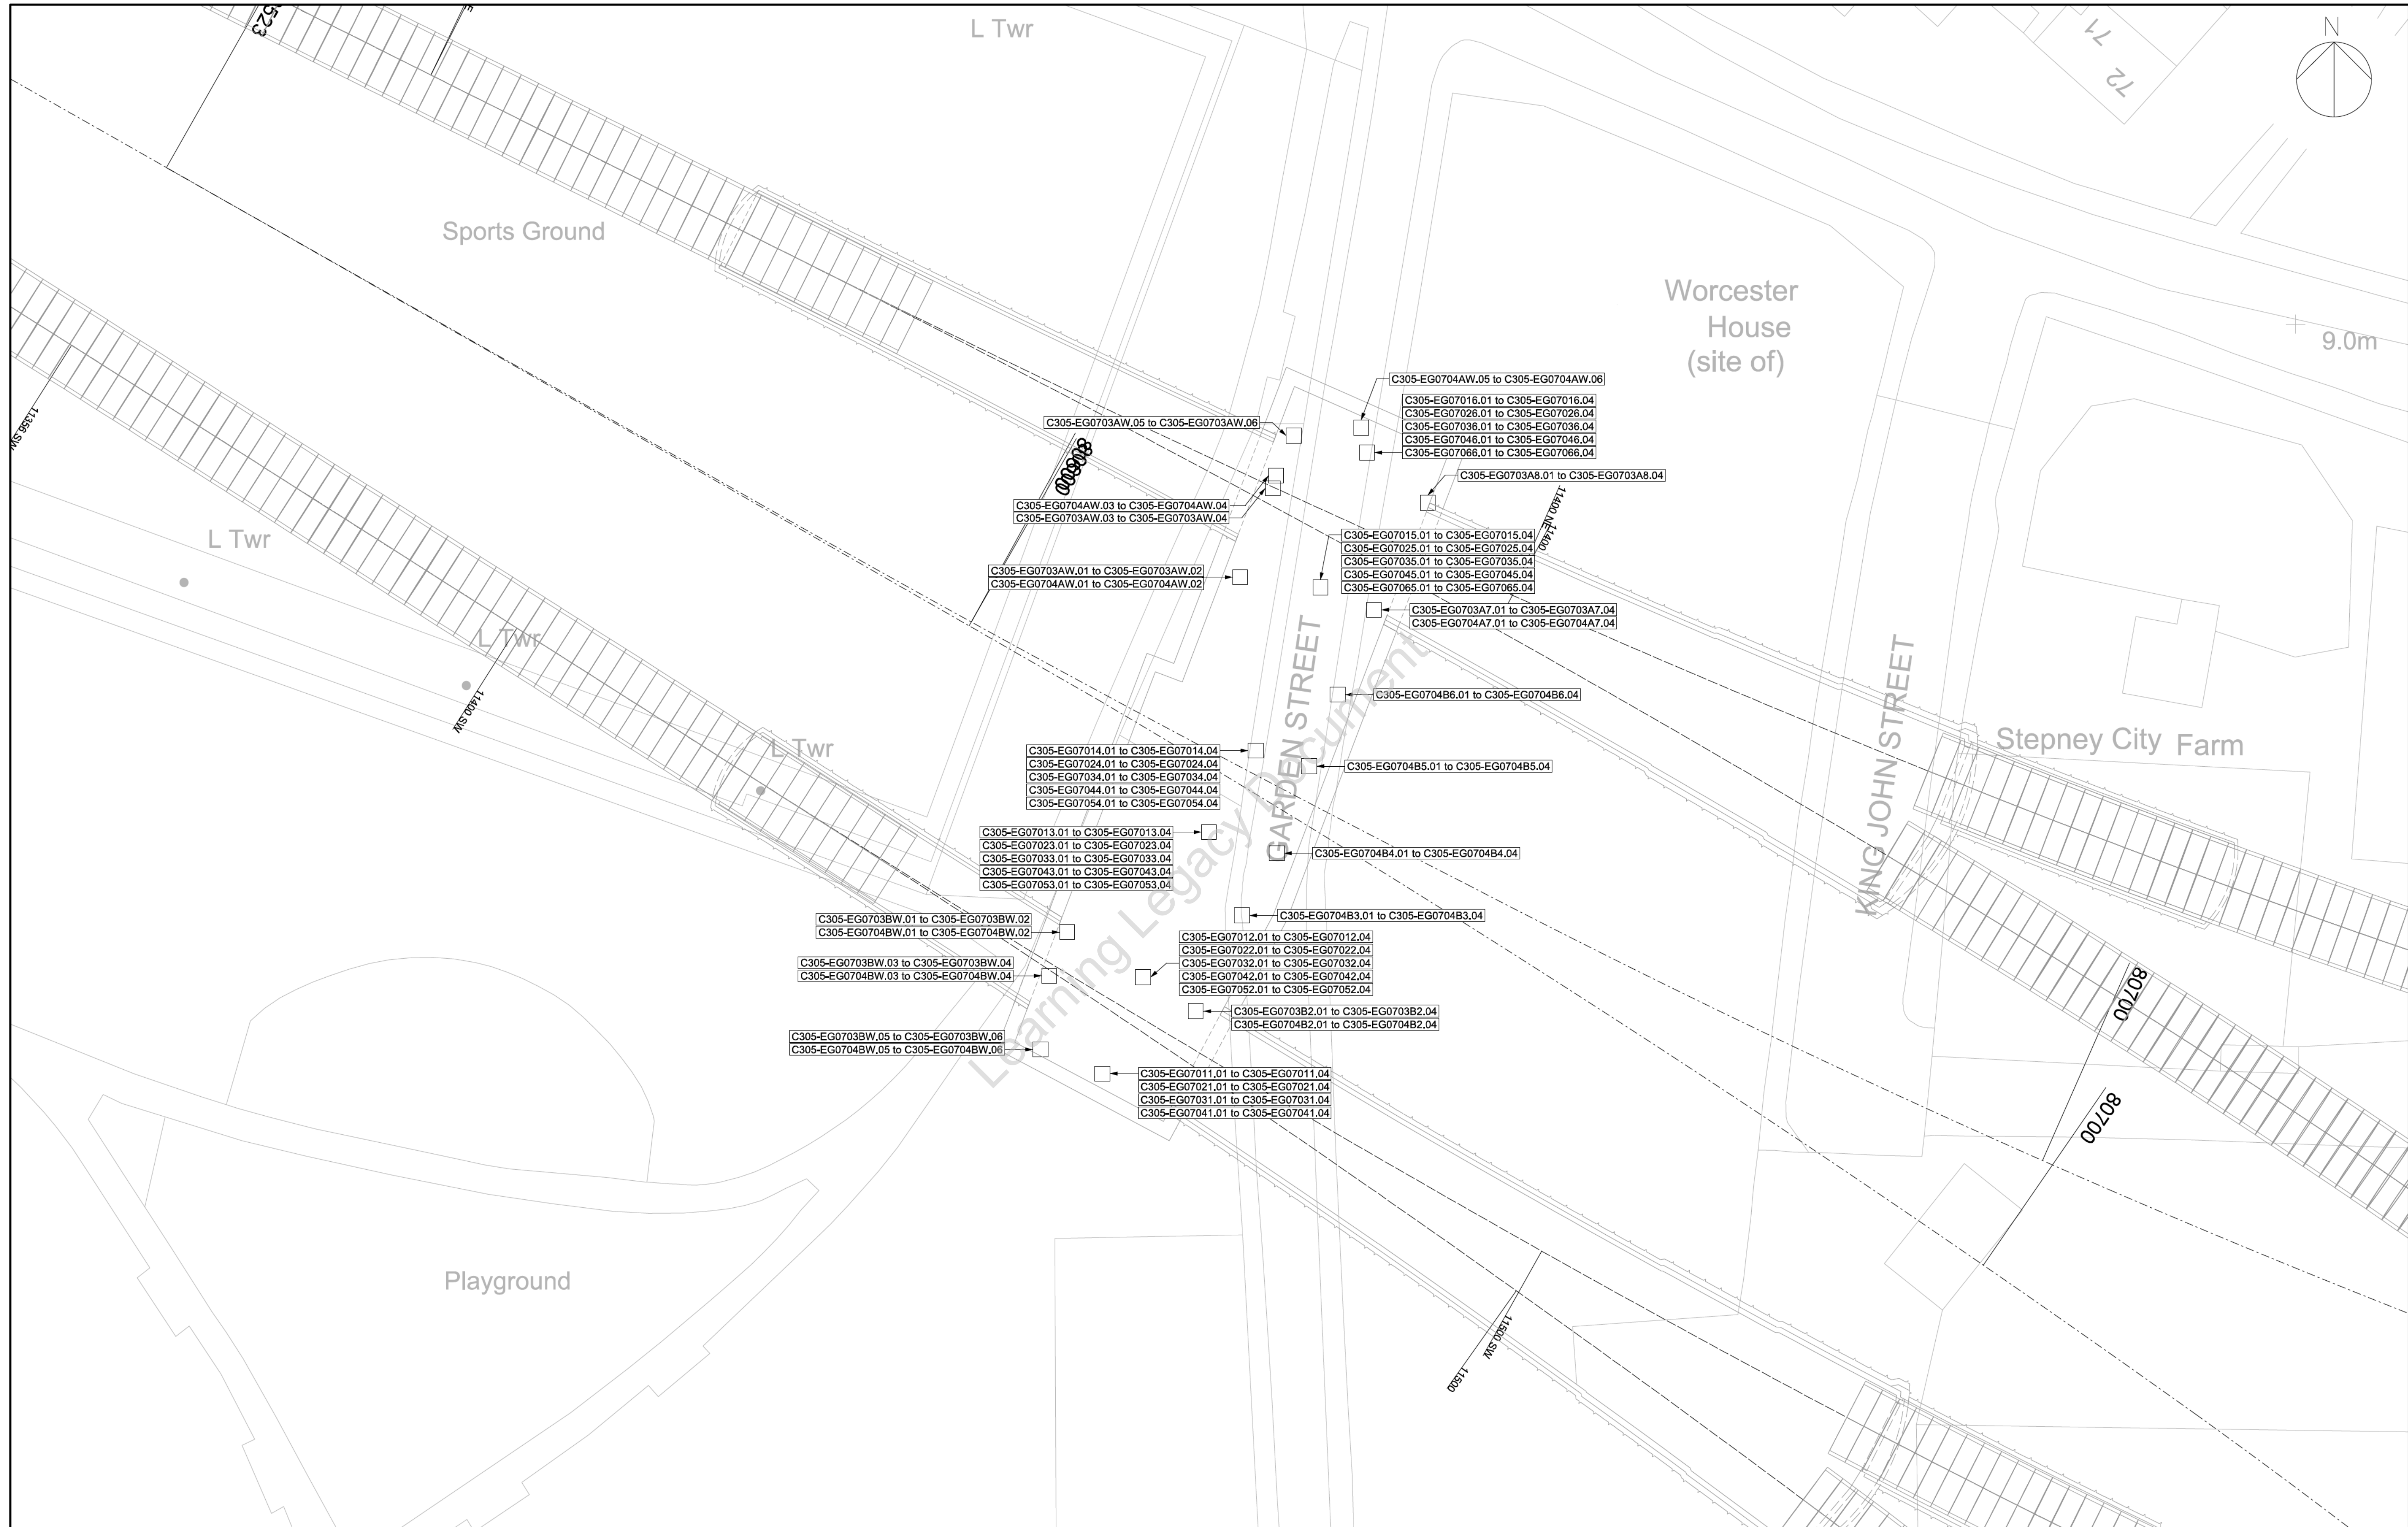 L Twr
N
71
72
Sports Ground
Worcester
House
(site of)
9.0m
11356 SW
C305-EG0704AW.05 to C305-EG0704AW.06
C305-EG07016.01 to C305-EG07016.04
C305-EG07026.01 to C305-EG07026.04
C305-EG07036.01 to C305-EG07036.04
C305-EG07046.01 to C305-EG07046.04
C305-EG07066.01 to C305-EG07066.04
C305-EG0703AW.05 to C305-EG0703AW.06
C305-EG0703A8.01 to C305-EG0703A8.04
C305-EG0704AW.03 to C305-EG0704AW.04
C305-EG0703AW.03 to C305-EG0703AW.04
11400 NE
11400
C305-EG07015.01 to C305-EG07015.04
C305-EG07025.01 to C305-EG07025.04
C305-EG07035.01 to C305-EG07035.04
C305-EG07045.01 to C305-EG07045.04
C305-EG07065.01 to C305-EG07065.04
L Twr
C305-EG0703AW.01 to C305-EG0703AW.02
C305-EG0704AW.01 to C305-EG0704AW.02
C305-EG0703A7.01 to C305-EG0703A7.04
C305-EG0704A7.01 to C305-EG0704A7.04
L Twr
11400 SW
C305-EG0704B6.01 to C305-EG0704B6.04
GARDEN STREET
KING JOHN STREET
Stepney City Farm
L Twr
C305-EG07014.01 to C305-EG07014.04
C305-EG07024.01 to C305-EG07024.04
C305-EG07034.01 to C305-EG07034.04
C305-EG07044.01 to C305-EG07044.04
C305-EG07054.01 to C305-EG07054.04
C305-EG0704B5.01 to C305-EG0704B5.04
C305-EG07013.01 to C305-EG07013.04
C305-EG07023.01 to C305-EG07023.04
C305-EG07033.01 to C305-EG07033.04
C305-EG07043.01 to C305-EG07043.04
C305-EG07053.01 to C305-EG07053.04
C305-EG0704B4.01 to C305-EG0704B4.04
Learning Legacy Document
C305-EG0703BW.01 to C305-EG0703BW.02
C305-EG0704BW.01 to C305-EG0704BW.02
C305-EG0704B3.01 to C305-EG0704B3.04
C305-EG07012.01 to C305-EG07012.04
C305-EG07022.01 to C305-EG07022.04
C305-EG07032.01 to C305-EG07032.04
C305-EG07042.01 to C305-EG07042.04
C305-EG07052.01 to C305-EG07052.04
C305-EG0703BW.03 to C305-EG0703BW.04
C305-EG0704BW.03 to C305-EG0704BW.04
80700
C305-EG0703B2.01 to C305-EG0703B2.04
C305-EG0704B2.01 to C305-EG0704B2.04
C305-EG0703BW.05 to C305-EG0703BW.06
C305-EG0704BW.05 to C305-EG0704BW.06
C305-EG07011.01 to C305-EG07011.04
C305-EG07021.01 to C305-EG07021.04
C305-EG07031.01 to C305-EG07031.04
C305-EG07041.01 to C305-EG07041.04
80700
Playground
11500 SW
11500